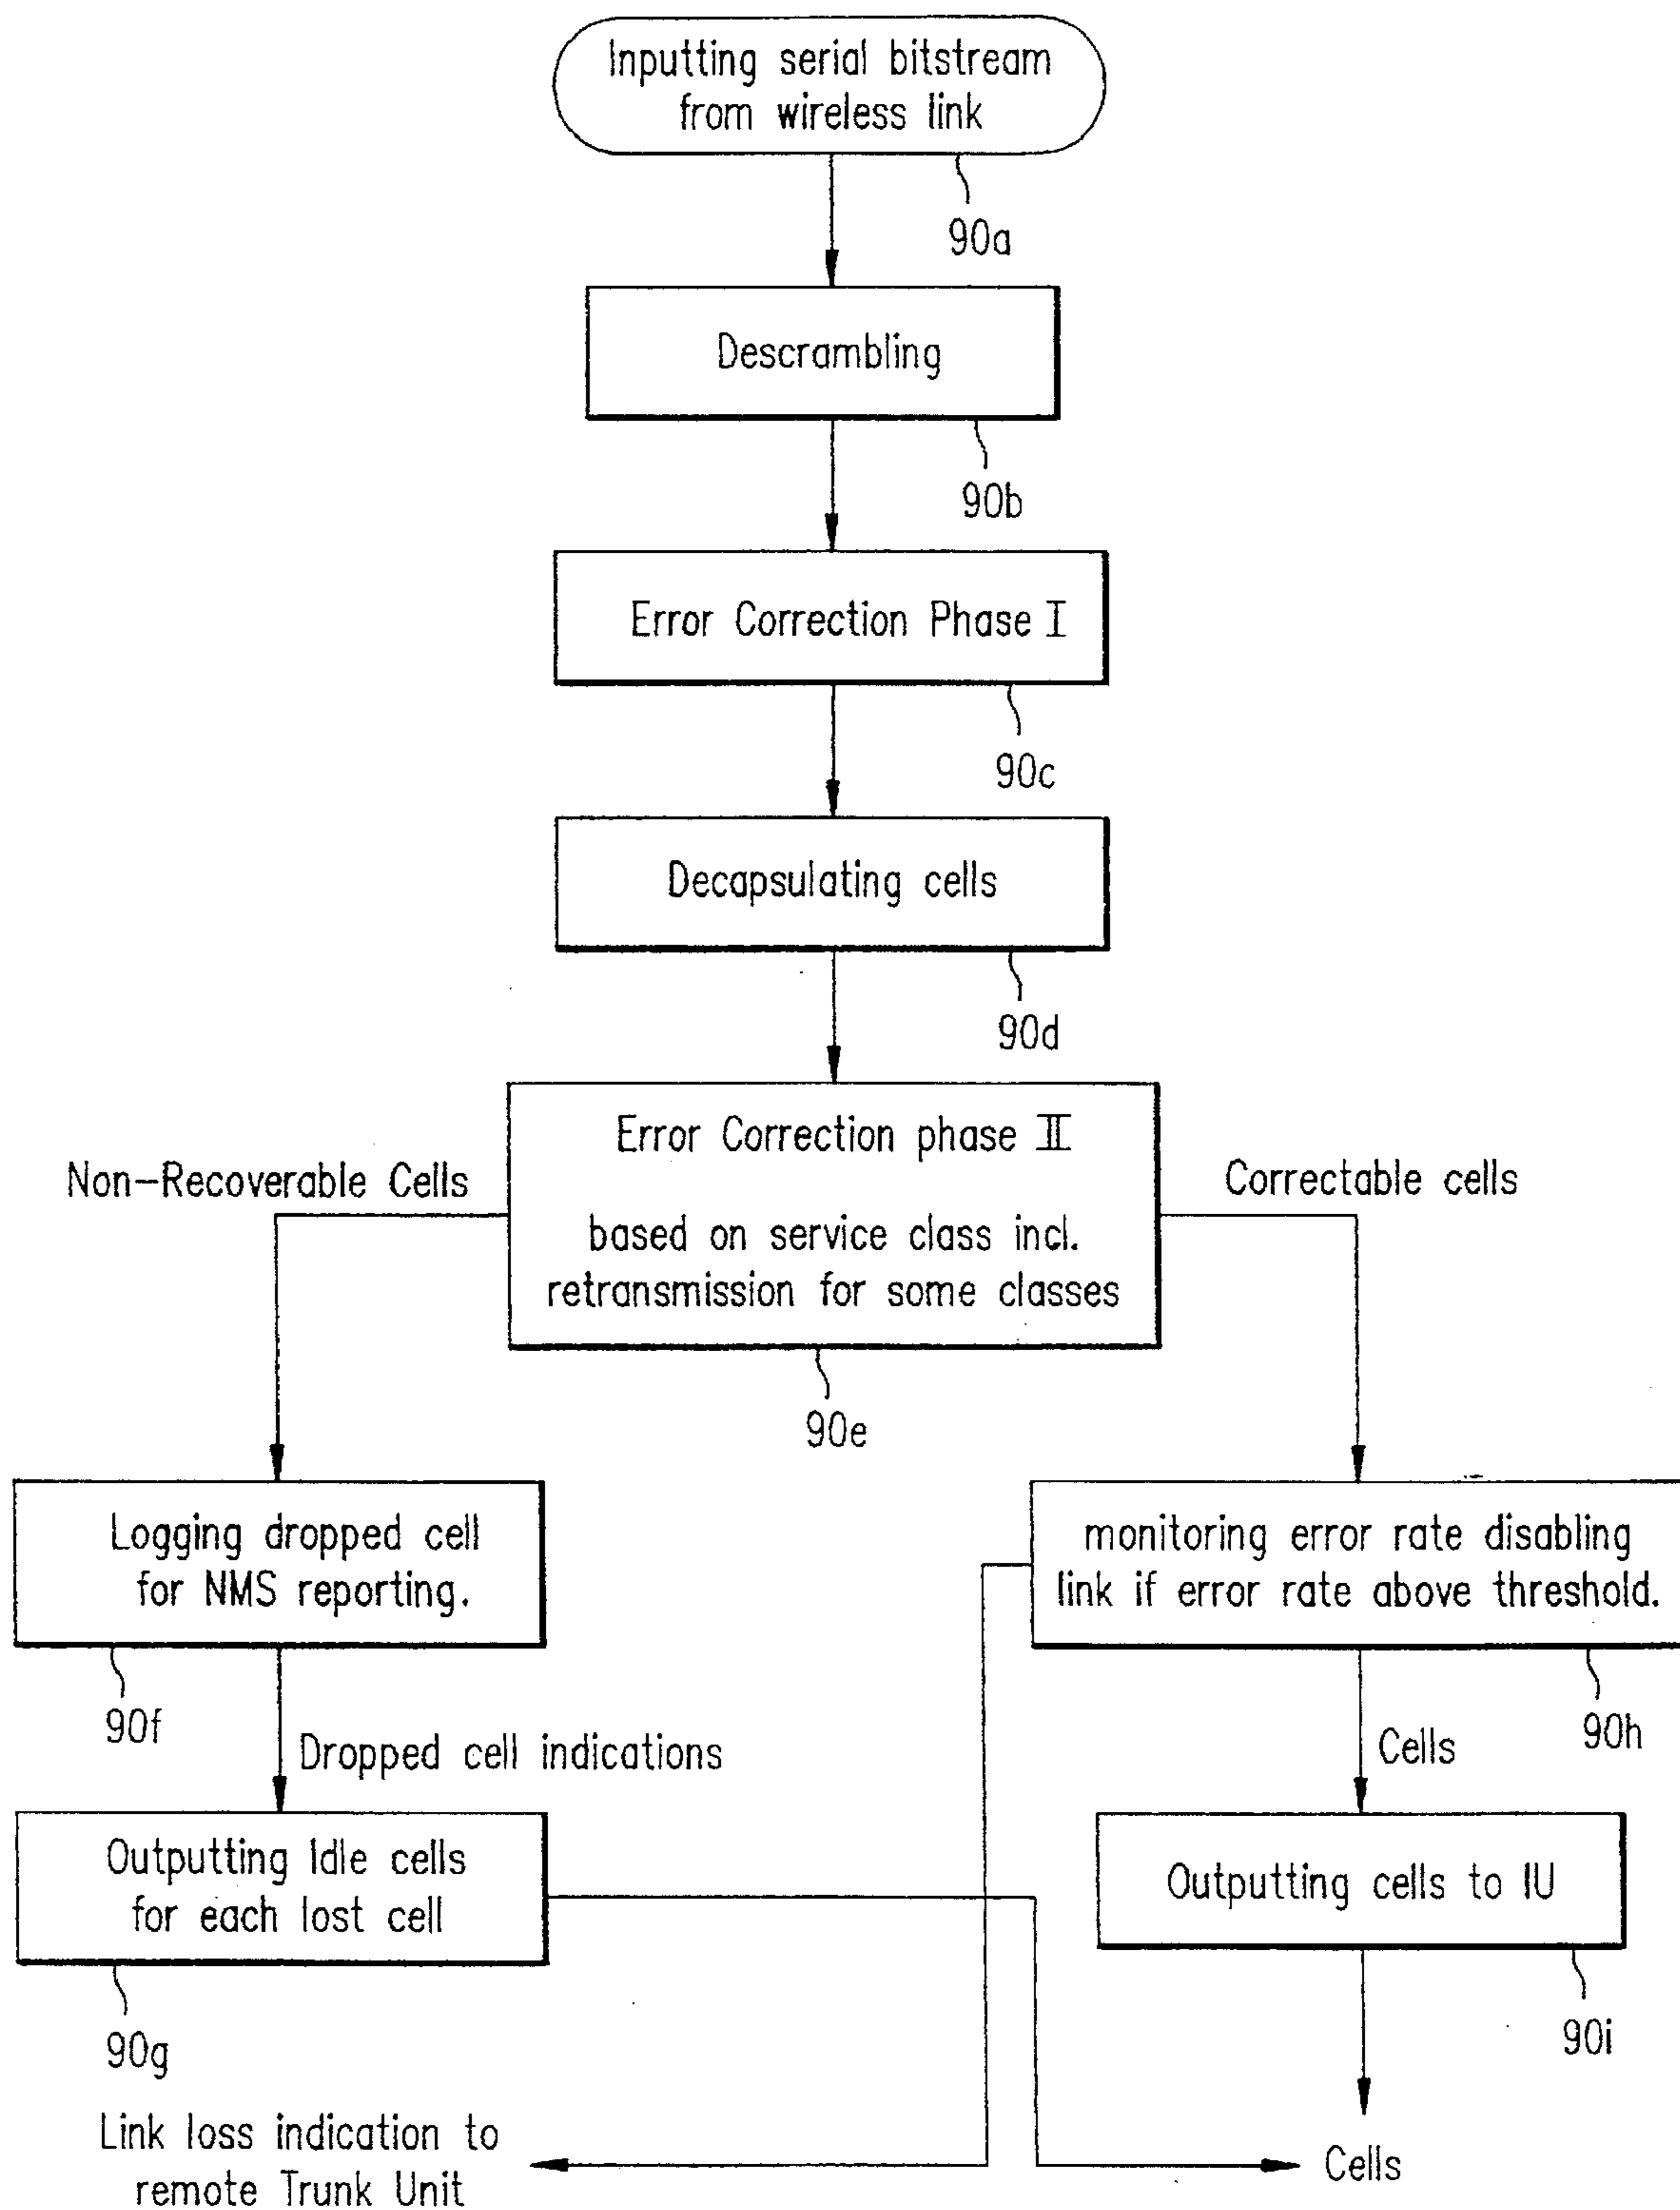 Inputting serial bitstream
from wireless link
90a
Descrambling
90b
Error Correction Phase I
90c
Decapsulating cells
90d
Error Correction phase II
based on service class incl.
retransmission for some classes
90e
Non-Recoverable Cells
Correctable cells
Logging dropped cell
for NMS reporting.
90f
monitoring error rate disabling
link if error rate above threshold.
90h
Dropped cell indications
Cells
Outputting Idle cells
for each lost cell
90g
Outputting cells to IU
90i
Link loss indication to
remote Trunk Unit
Cells